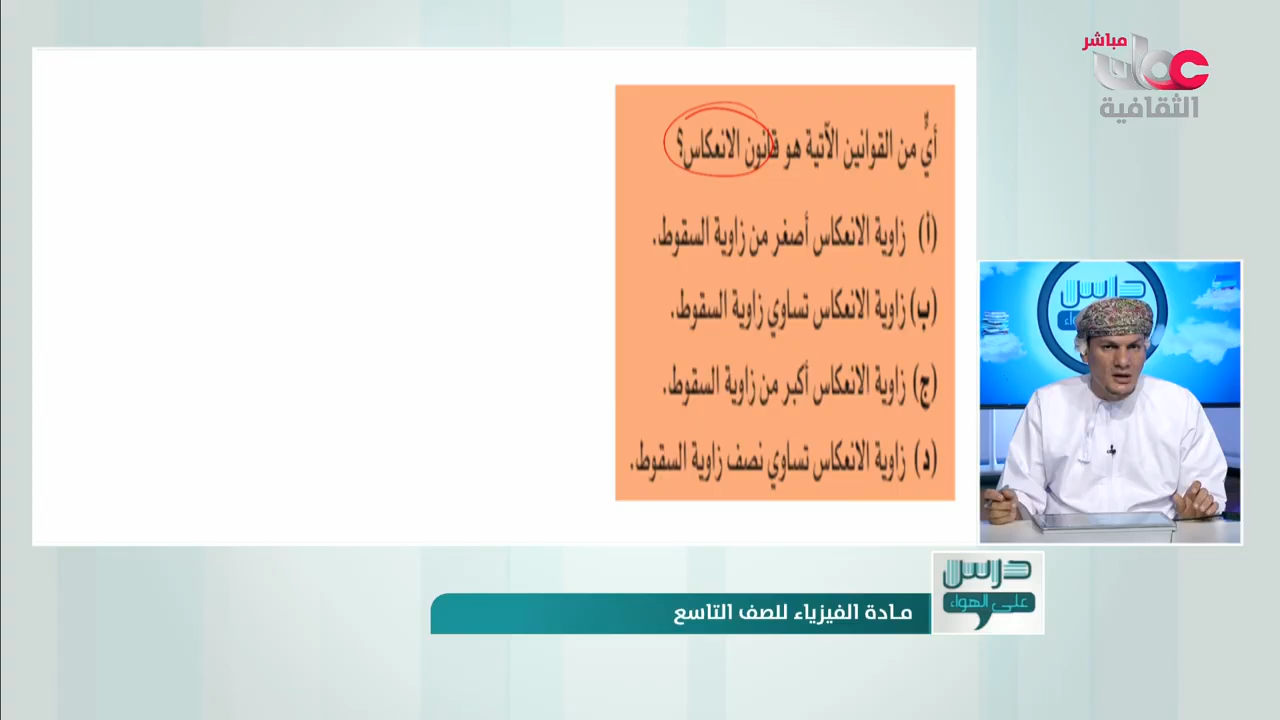 مباشر
عمان
الثقافية
أيٌّ من القوانين الآتية هو قانون الانعكاس؟
(أ) زاوية الانعكاس أصغر من زاوية السقوط.
(ب) زاوية الانعكاس تساوي زاوية السقوط.
(ج) زاوية الانعكاس أكبر من زاوية السقوط.
(د) زاوية الانعكاس تساوي نصف زاوية السقوط.
درس
درس
على الهواء
مادة الفيزياء للصف التاسع